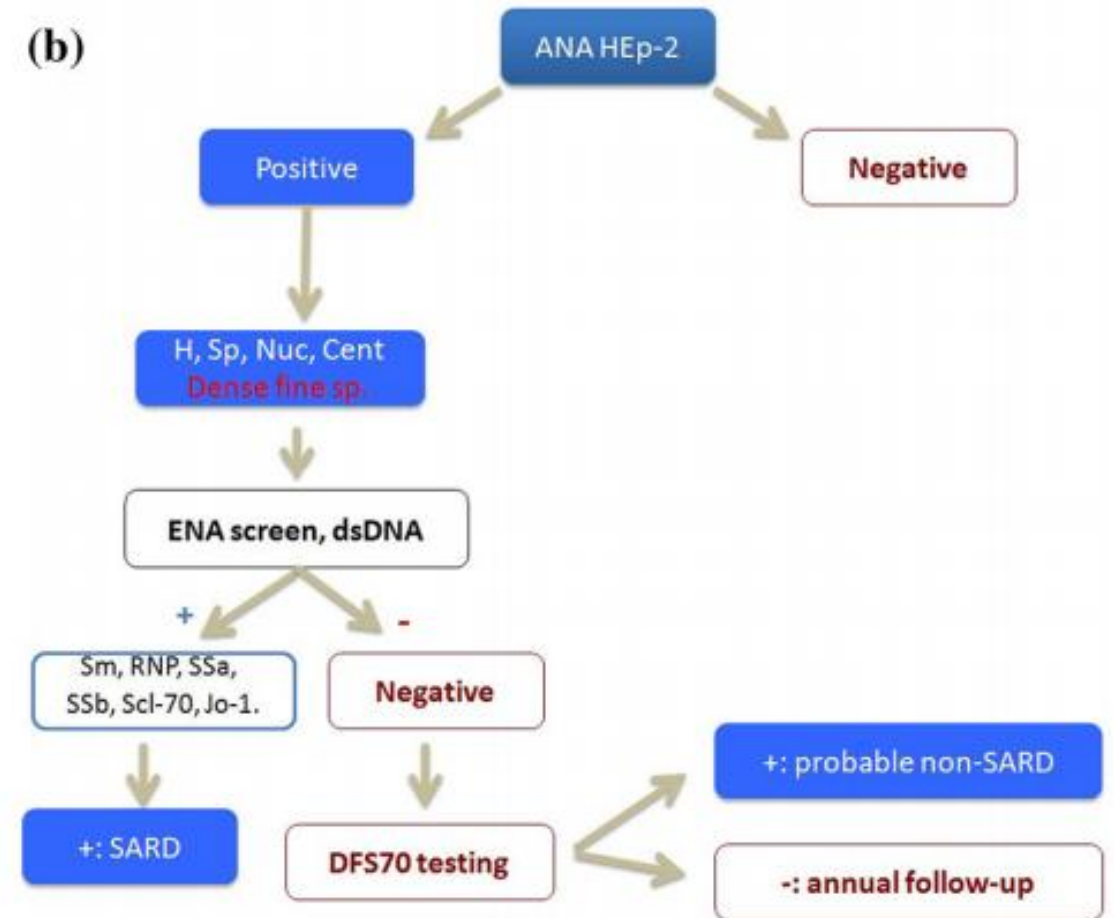 (b)
ANA HEp-2
Positive
Negative
H, Sp, Nuc, Cent
Dense fine sp.
ENA screen, dsDNA
+
-
Sm, RNP, SSa,
SSb, Scl-70, Jo-1.
Negative
+: probable non-SARD
+: SARD
DFS70 testing
-: annual follow-up